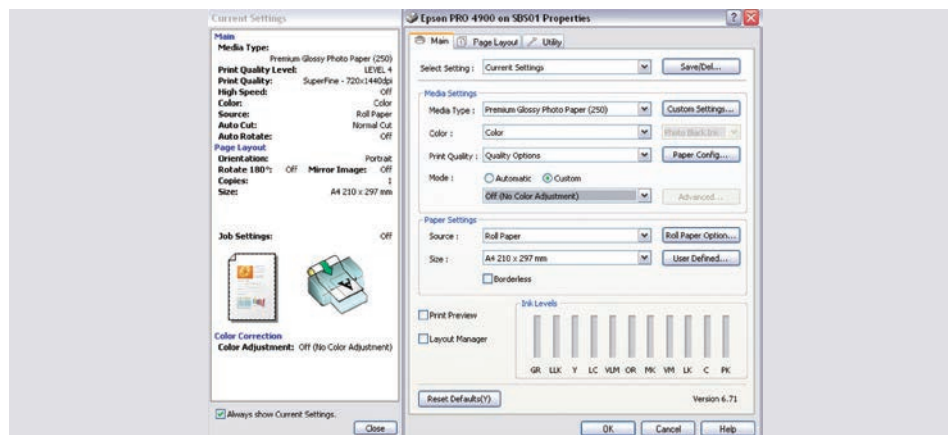 Current Settings
Main
Media Type:
Premium Glossy Photo Paper (250)
Print Quality Level: LEVEL 4
Print Quality: SuperFine - 720x1440dpi
High Speed: Off
Color: Color
Source: Roll Paper
Auto Cut: Normal Cut
Auto Rotate: Off
Page Layout
Orientation: Portrait
Rotate 180°: Off Mirror Image: Off
Copies: 1
Size: A4 210 x 297 mm
Job Settings: Off
Color Correction
Color Adjustment: Off (No Color Adjustment)
Always show Current Settings.
Close
Epson PRO 4900 on SBS01 Properties
Main Page Layout Utility
Select Setting : Current Settings Save/Del...
Media Settings
Media Type : Premium Glossy Photo Paper (250) Custom Settings...
Color : Color Photo Black Ink
Print Quality : Quality Options Paper Config...
Mode : Automatic Custom
Off (No Color Adjustment) Advanced...
Paper Settings
Source : Roll Paper Roll Paper Option...
Size : A4 210 x 297 mm User Defined...
Borderless
Print Preview
Layout Manager
Ink Levels
GR LLK Y LC VLM OR MK VM LK C PK
Reset Defaults(Y) Version 6.71
OK Cancel Help